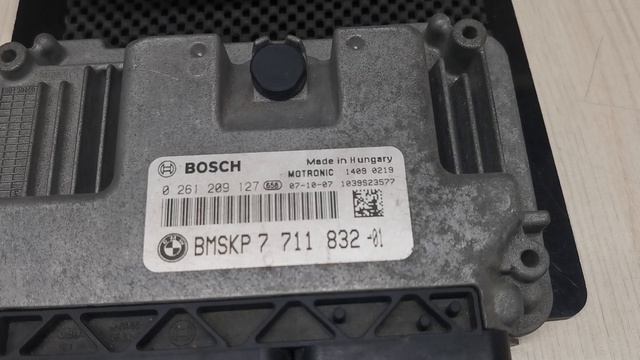 BOSCH
Made in Hungary
MOTRONIC 1409 0219
0 261 209 127 658 07-10-07 1039S23577
BMSKP 7 711 832 -01